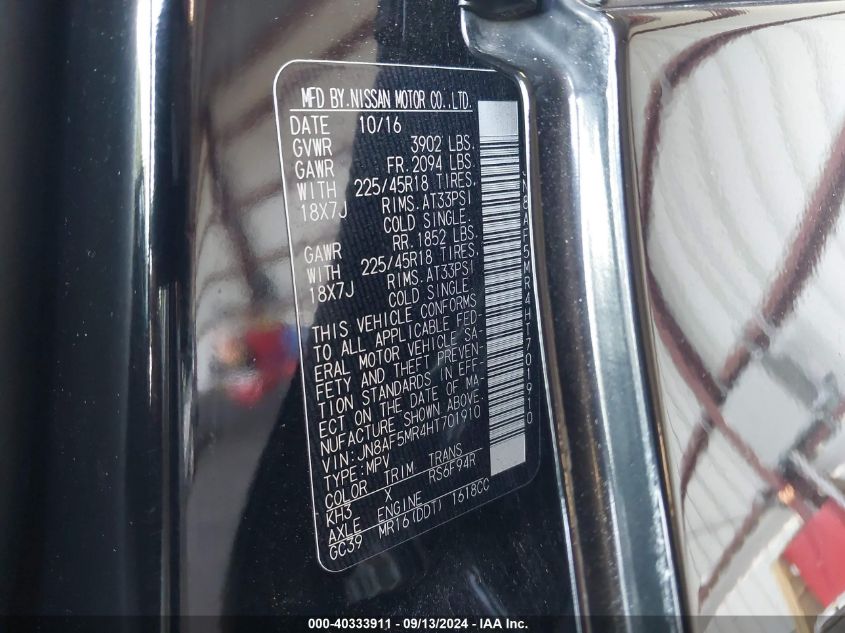 MFD BY.NISSAN MOTOR CO.,LTD.
DATE 10/16
GVWR 3902 LBS.
GAWR FR.2094 LBS.
WITH 225/45R18 TIRES.
18X7J RIMS.AT33PSI
COLD SINGLE.
GAWR RR.1852 LBS.
WITH 225/45R18 TIRES.
18X7J RIMS.AT33PSI
COLD SINGLE.
THIS VEHICLE CONFORMS
TO ALL APPLICABLE FED-
ERAL MOTOR VEHICLE SA-
FETY AND THEFT PREVEN-
TION STANDARDS IN EFF-
ECT ON THE DATE OF MA-
NUFACTURE SHOWN ABOVE.
VIN:JN8AF5MR4HT701910
TYPE:MPV
COLOR TRIM TRANS
KH3 X RS6F94R
AXLE ENGINE
GC39 MR16(DDT) 1618CC
JN8AF5MR4HT701910
000-40333911 - 09/13/2024 - IAA Inc.